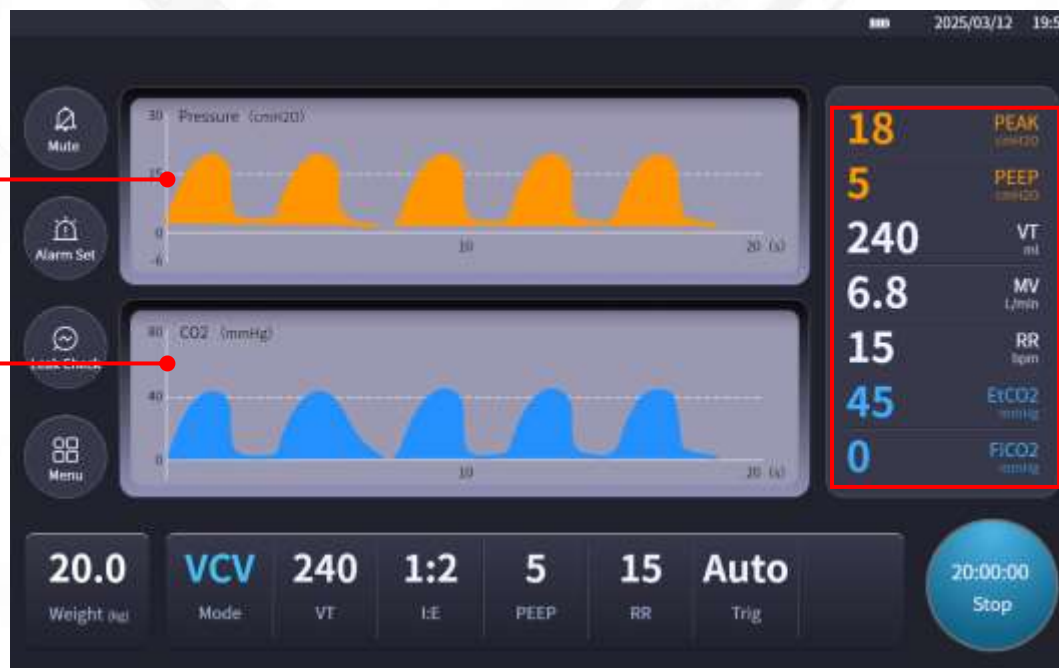 2025/03/12 19:5
Mute
Alarm Set
Leak Check
Menu
30 Pressure (cmH2O)
15
0
-6
10
20 (s)
80 CO2 (mmHg)
40
0
10
20 (s)
18 PEAK
cmH2O
5 PEEP
cmH2O
240 VT
ml
6.8 MV
L/min
15 RR
bpm
45 EtCO2
mmHg
0 FiCO2
mmHg
20.0 VCV 240 1:2 5 15 Auto
Weight (kg) Mode VT I:E PEEP RR Trig
20:00:00
Stop